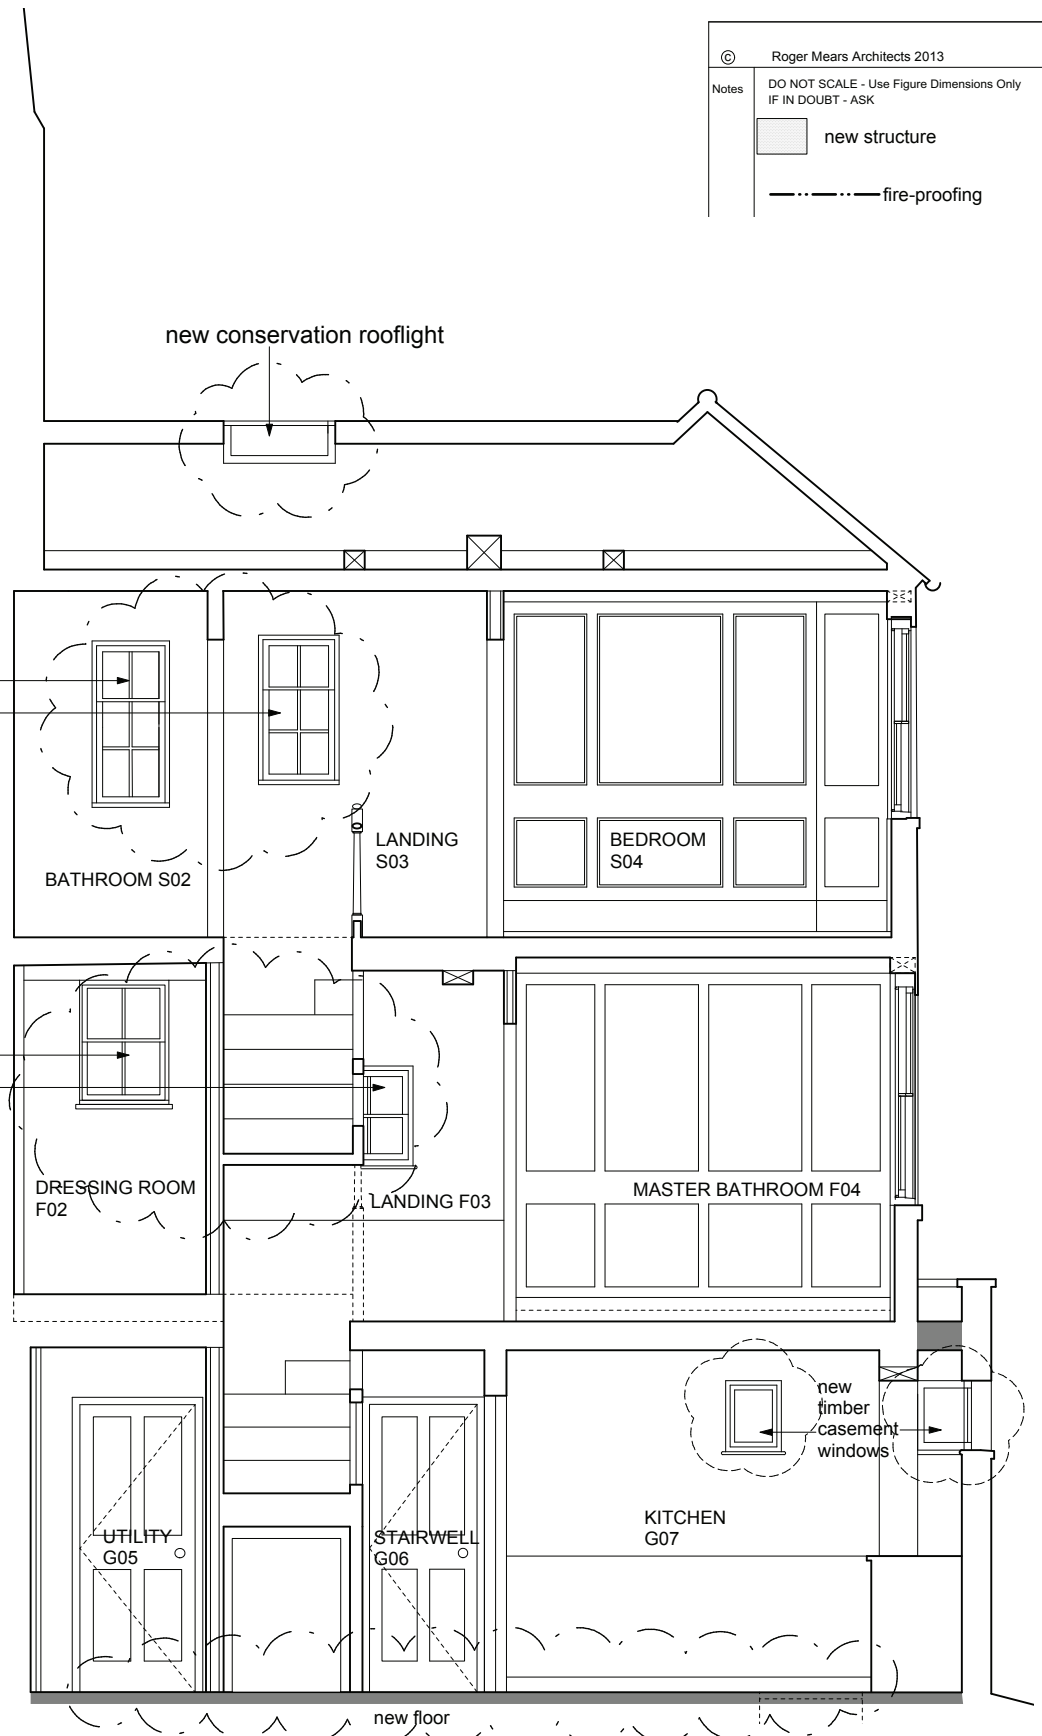 © Roger Mears Architects 2013
Notes DO NOT SCALE - Use Figure Dimensions Only
IF IN DOUBT - ASK
new structure
fire-proofing
new conservation rooflight
LANDING
S03
BEDROOM
S04
BATHROOM S02
DRESSING ROOM
F02
LANDING F03
MASTER BATHROOM F04
new
timber
casement
windows
KITCHEN
G07
UTILITY
G05
STAIRWELL
G06
new floor